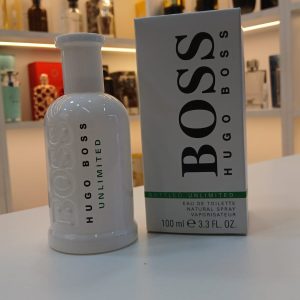 BOSS
HUGO BOSS
UNLIMITED
BOSS
HUGO BOSS
BOTTLED. UNLIMITED.
EAU DE TOILETTE
NATURAL SPRAY
VAPORISATEUR
100 ml ℮ 3.3 FL. OZ.